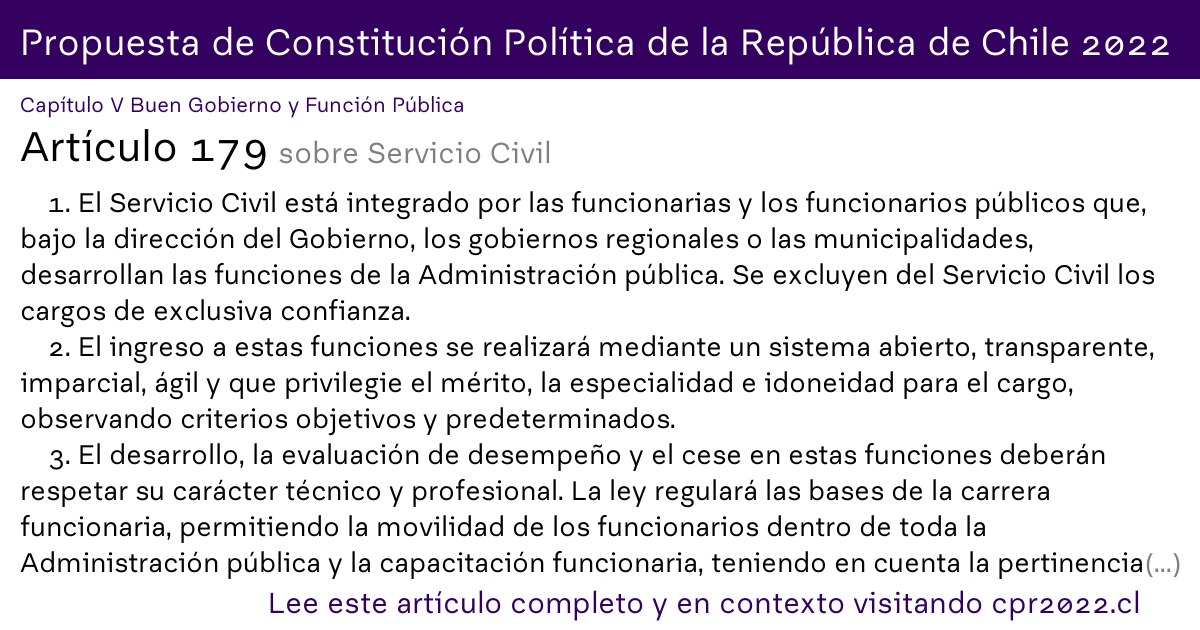 Propuesta de Constitución Política de la República de Chile 2022
Capítulo V Buen Gobierno y Función Pública
Artículo 179 sobre Servicio Civil
1. El Servicio Civil está integrado por las funcionarias y los funcionarios públicos que,
bajo la dirección del Gobierno, los gobiernos regionales o las municipalidades,
desarrollan las funciones de la Administración pública. Se excluyen del Servicio Civil los
cargos de exclusiva confianza.
2. El ingreso a estas funciones se realizará mediante un sistema abierto, transparente,
imparcial, ágil y que privilegie el mérito, la especialidad e idoneidad para el cargo,
observando criterios objetivos y predeterminados.
3. El desarrollo, la evaluación de desempeño y el cese en estas funciones deberán
respetar su carácter técnico y profesional. La ley regulará las bases de la carrera
funcionaria, permitiendo la movilidad de los funcionarios dentro de toda la
Administración pública y la capacitación funcionaria, teniendo en cuenta la pertinencia(...)
Lee este artículo completo y en contexto visitando cpr2022.cl